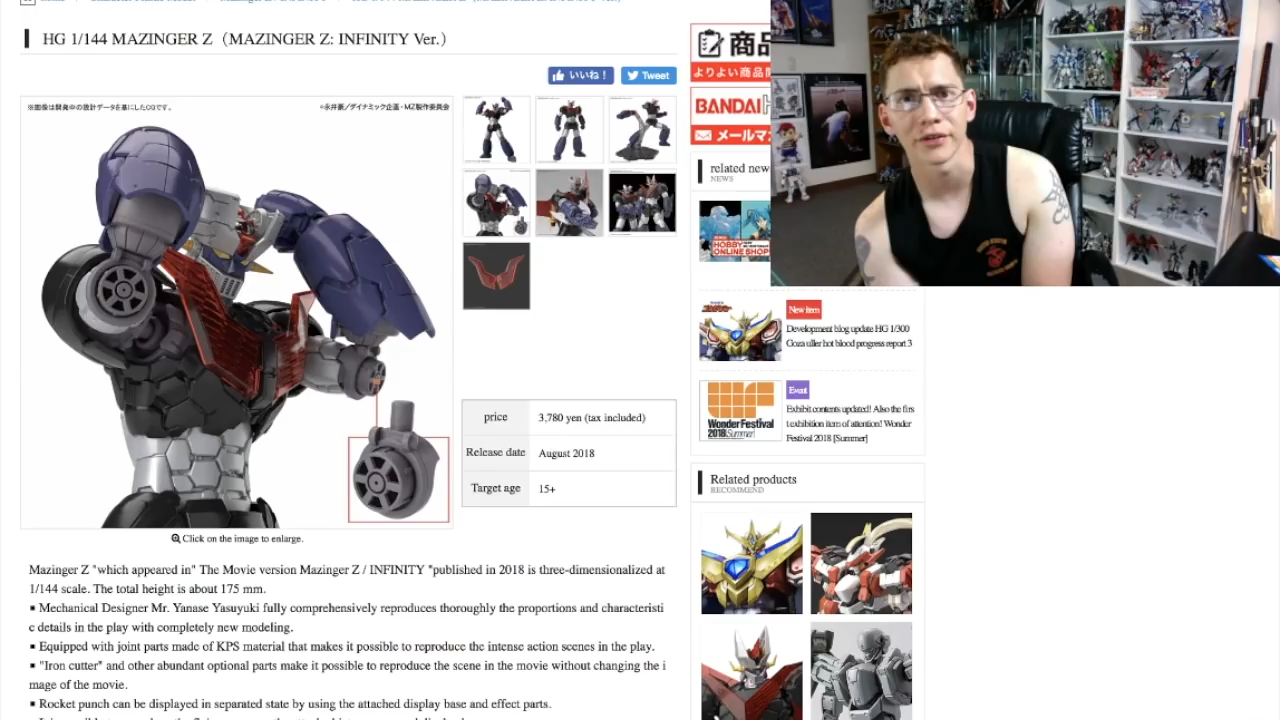 HG 1/144 MAZINGER Z（MAZINGER Z: INFINITY Ver.）
いいね！
Tweet
※画像は開発中の設計データを基にしたCGです。
©永井豪／ダイナミック企画・MZ製作委員会
price
3,780 yen (tax included)
Release date
August 2018
Target age
15+
Click on the image to enlarge.
Mazinger Z "which appeared in" The Movie version Mazinger Z / INFINITY "published in 2018 is three-dimensionalized at
1/144 scale. The total height is about 175 mm.
▪ Mechanical Designer Mr. Yanase Yasuyuki fully comprehensively reproduces thoroughly the proportions and characteristi
c details in the play with completely new modeling.
▪ Equipped with joint parts made of KPS material that makes it possible to reproduce the intense action scenes in the play.
▪ "Iron cutter" and other abundant optional parts make it possible to reproduce the scene in the movie without changing the i
mage of the movie.
▪ Rocket punch can be displayed in separated state by using the attached display base and effect parts.
商品
よりよい商品
BANDAI
メールマ
related new
NEWS
HOBBY
ONLINE SHOP
New item
Development blog update HG 1/300
Goza uller hot blood progress report 3
Wonder Festival
2018 Summer
Event
Exhibit contents updated! Also the firs
t exhibition item of attention! Wonder
Festival 2018 [Summer]
Related products
RECOMMEND